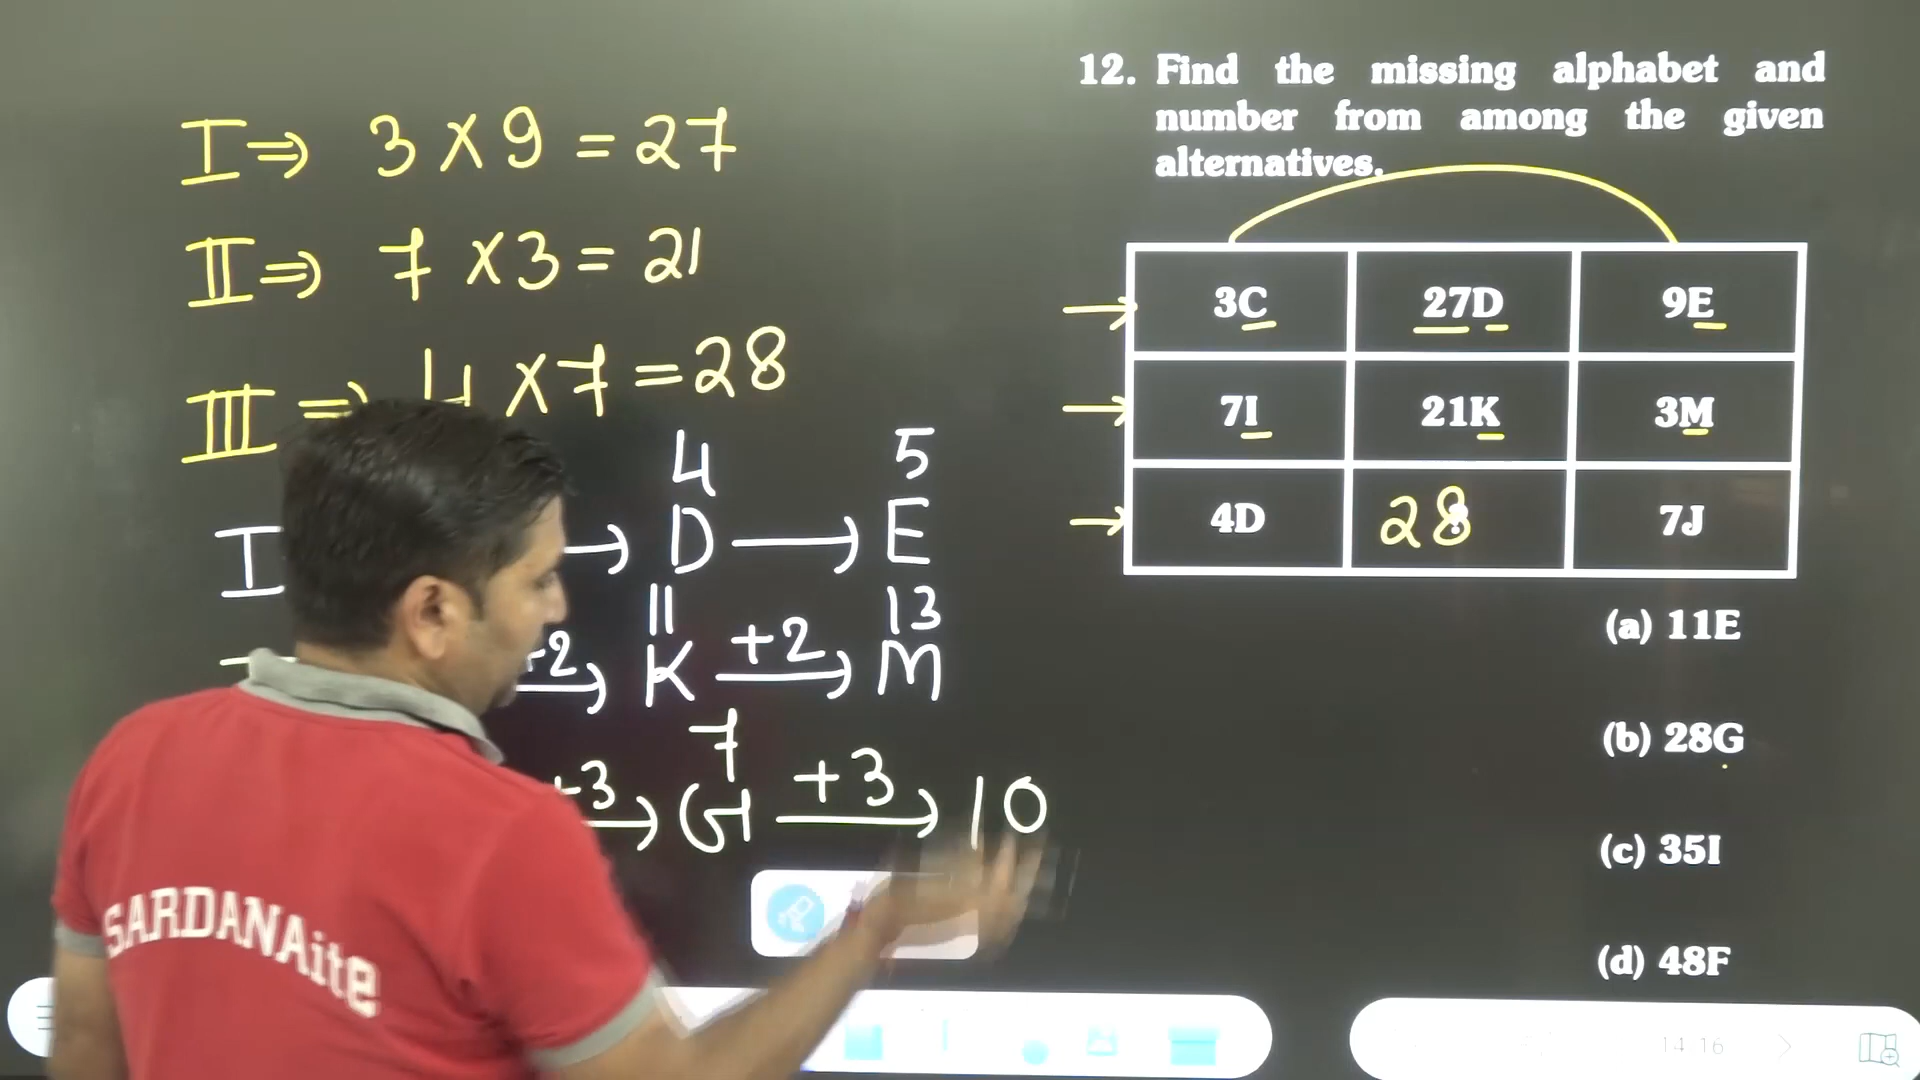 I ⇒ 3 × 9 = 27
II ⇒ 7 × 3 = 21
III ⇒ 4 × 7 = 28
4 5
I → D → E
11 13
+2 → K +2 → M
7
+3 → G +3 → 10
12. Find the missing alphabet and
number from among the given
alternatives.
3C 27D 9E
7I 21K 3M
4D 28 ? 7J
(a) 11E
(b) 28G
(c) 35I
(d) 48F
SARDANAite
14:16